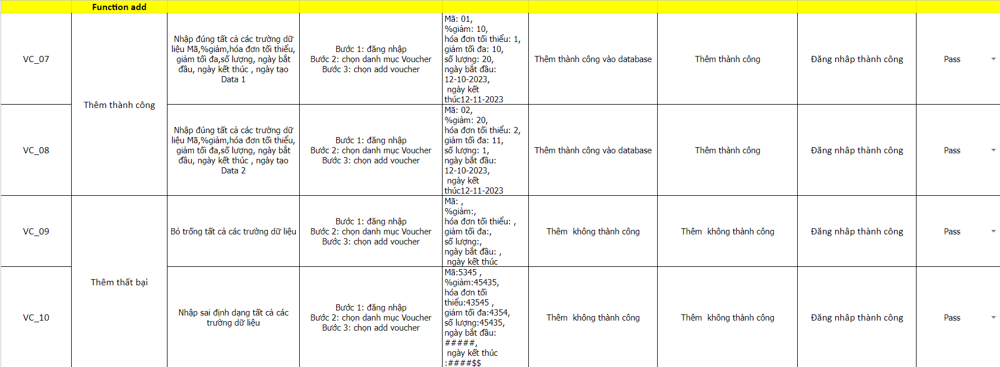 Function add
VC_07
Thêm thành công
Nhập đúng tất cả các trường dữ
liệu Mã,%giảm,hóa đơn tối thiểu,
giảm tối đa,số lượng, ngày bắt
đầu, ngày kết thúc , ngày tạo
Data 1
Bước 1: đăng nhập
Bước 2: chọn danh mục Voucher
Bước 3: chọn add voucher
Mã: 01,
%giảm: 10,
hóa đơn tối thiểu: 1,
giảm tối đa: 10,
số lượng: 20,
ngày bắt đầu:
12-10-2023,
ngày kết
thúc12-11-2023
Thêm thành công vào database
Thêm thành công
Đăng nhâp thành công
Pass
VC_08
Nhập đúng tất cả các trường dữ
liệu Mã,%giảm,hóa đơn tối thiểu,
giảm tối đa,số lượng, ngày bắt
đầu, ngày kết thúc , ngày tạo
Data 2
Bước 1: đăng nhập
Bước 2: chọn danh mục Voucher
Bước 3: chọn add voucher
Mã: 02,
%giảm: 20,
hóa đơn tối thiểu: 2,
giảm tối đa: 11,
số lượng: 1,
ngày bắt đầu:
12-10-2023,
ngày kết
thúc12-11-2023
Thêm thành công vào database
Thêm thành công
Đăng nhâp thành công
Pass
VC_09
Thêm thất bại
Bỏ trống tất cả các trường dữ liệu
Bước 1: đăng nhập
Bước 2: chọn danh mục Voucher
Bước 3: chọn add voucher
Mã: ,
%giảm:,
hóa đơn tối thiểu: ,
giảm tối đa:,
số lượng:,
ngày bắt đầu: ,
ngày kết thúc
Thêm  không thành công
Thêm  không thành công
Đăng nhâp thành công
Pass
VC_10
Nhập sai định dạng tất cả các
trường dữ liệu
Bước 1: đăng nhập
Bước 2: chọn danh mục Voucher
Bước 3: chọn add voucher
Mã:5345 ,
%giảm:45435,
hóa đơn tối
thiểu:43545 ,
giảm tối đa:4354,
số lượng:45435,
ngày bắt đầu:
#####,
ngày kết thúc
:####$$
Thêm  không thành công
Thêm  không thành công
Đăng nhâp thành công
Pass